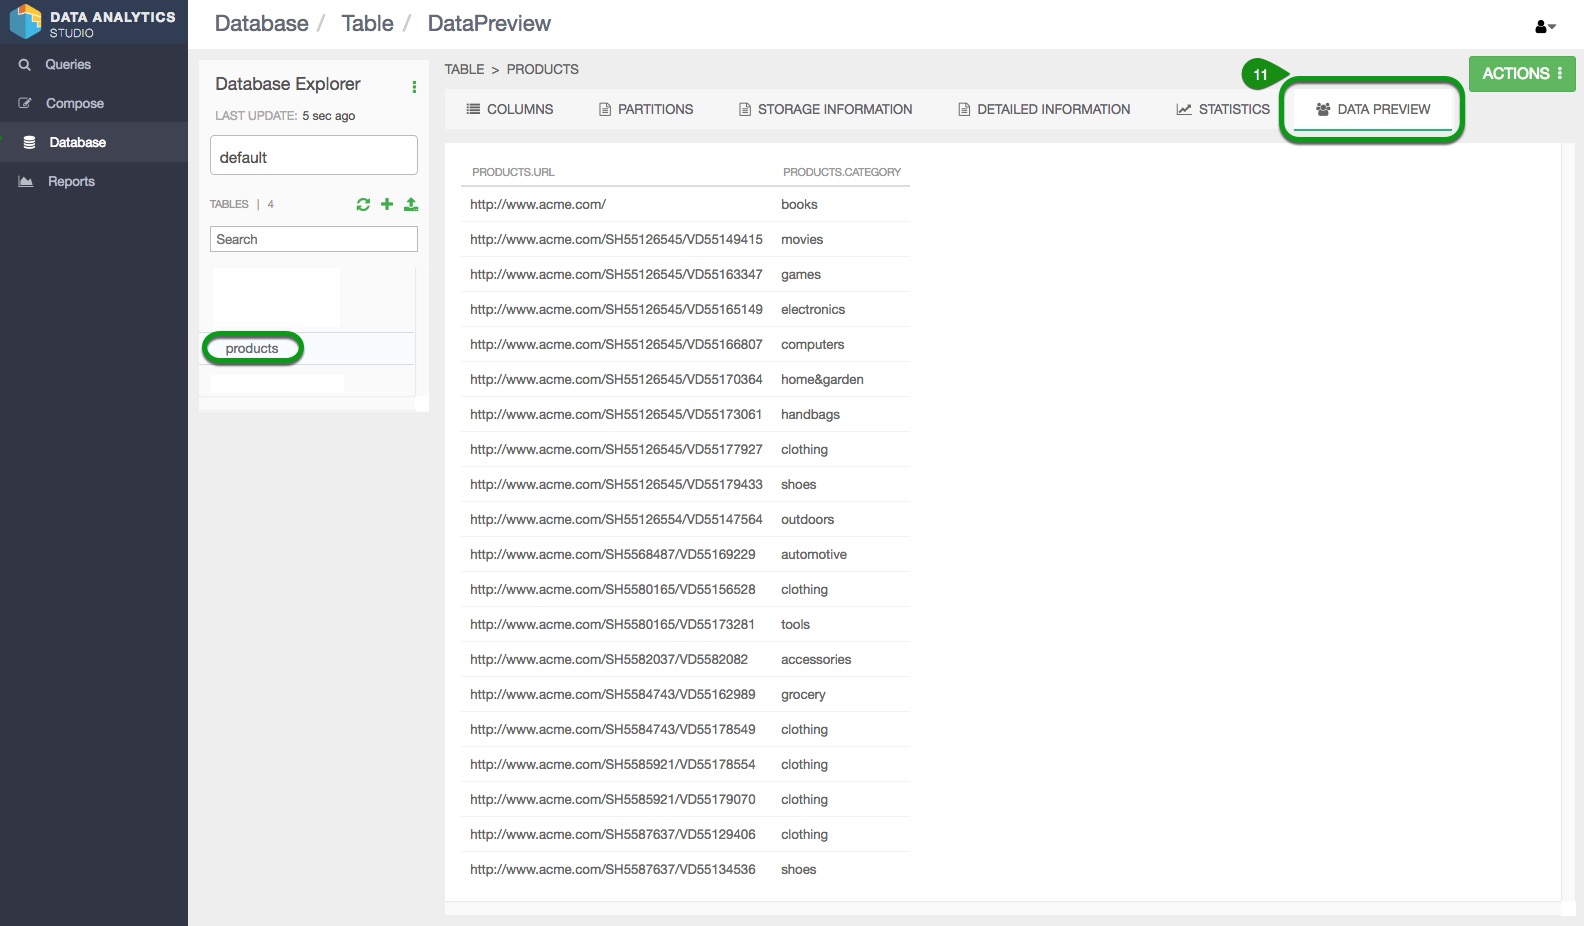 DATA ANALYTICS
STUDIO
Queries
Compose
Database
Reports
Database / Table / DataPreview
Database Explorer
LAST UPDATE: 5 sec ago
default
TABLES | 4
Search
products
TABLE > PRODUCTS
11
ACTIONS
COLUMNS PARTITIONS STORAGE INFORMATION DETAILED INFORMATION STATISTICS DATA PREVIEW
PRODUCTS.URL PRODUCTS.CATEGORY
http://www.acme.com/ books
http://www.acme.com/SH55126545/VD55149415 movies
http://www.acme.com/SH55126545/VD55163347 games
http://www.acme.com/SH55126545/VD55165149 electronics
http://www.acme.com/SH55126545/VD55166807 computers
http://www.acme.com/SH55126545/VD55170364 home&garden
http://www.acme.com/SH55126545/VD55173061 handbags
http://www.acme.com/SH55126545/VD55177927 clothing
http://www.acme.com/SH55126545/VD55179433 shoes
http://www.acme.com/SH55126554/VD55147564 outdoors
http://www.acme.com/SH5568487/VD55169229 automotive
http://www.acme.com/SH5580165/VD55156528 clothing
http://www.acme.com/SH5580165/VD55173281 tools
http://www.acme.com/SH5582037/VD5582082 accessories
http://www.acme.com/SH5584743/VD55162989 grocery
http://www.acme.com/SH5584743/VD55178549 clothing
http://www.acme.com/SH5585921/VD55178554 clothing
http://www.acme.com/SH5585921/VD55179070 clothing
http://www.acme.com/SH5587637/VD55129406 clothing
http://www.acme.com/SH5587637/VD55134536 shoes